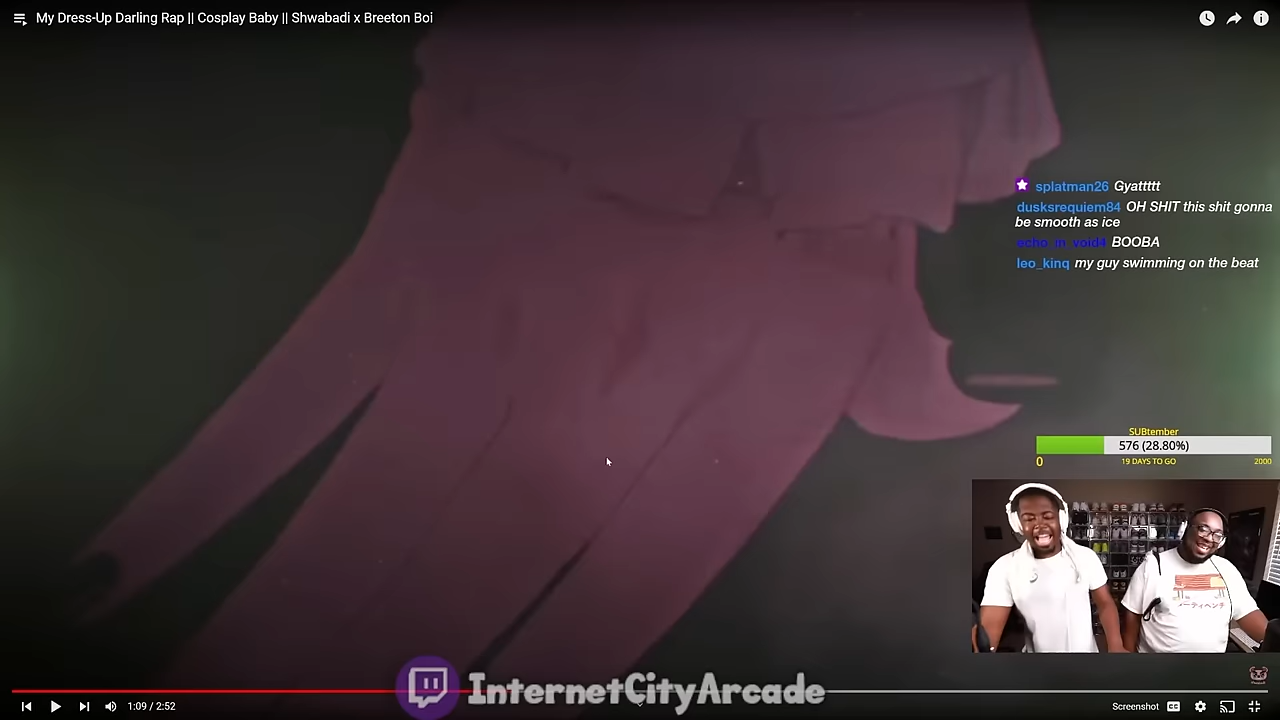 My Dress-Up Darling Rap || Cosplay Baby || Shwabadi x Breeton Boi
splatman26 Gyattttt
dusksrequiem84 OH SHIT this shit gonna
be smooth as ice
echo_in_void4 BOOBA
leo_kinq my guy swimming on the beat
SUBtember
576 (28.80%)
0 19 DAYS TO GO 2000
InternetCityArcade
1:09 / 2:52
Screenshot
CC